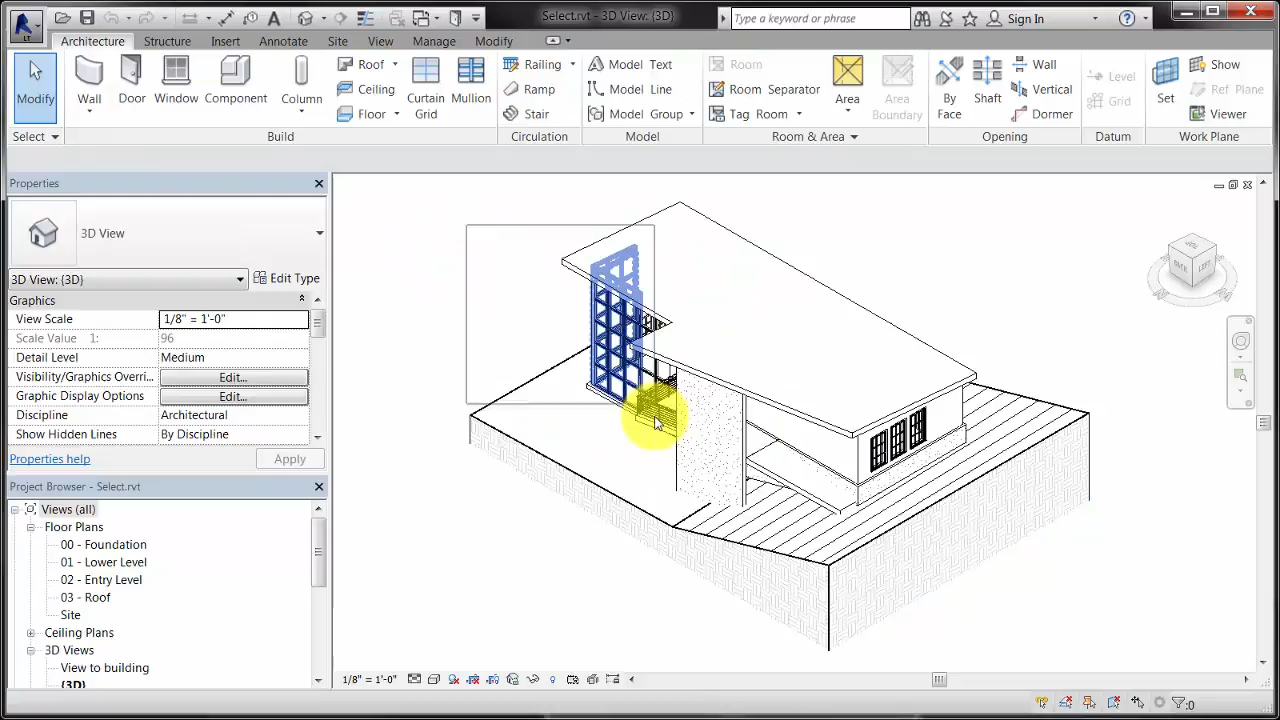 Select.rvt - 3D View: {3D}
Type a keyword or phrase
Sign In
LT
Architecture Structure Insert Annotate Site View Manage Modify
Modify
Wall
Door
Window
Component
Column
Roof
Ceiling
Floor
Curtain Grid
Mullion
Railing
Ramp
Stair
Model Text
Model Line
Model Group
Room
Room Separator
Tag Room
Area
Area Boundary
By Face
Shaft
Wall
Vertical
Dormer
Level
Grid
Set
Show
Ref Plane
Viewer
Select
Build
Circulation
Model
Room & Area
Opening
Datum
Work Plane
Properties
3D View
3D View: {3D}
Edit Type
Graphics
View Scale 1/8" = 1'-0"
Scale Value 1: 96
Detail Level Medium
Visibility/Graphics Overri... Edit...
Graphic Display Options Edit...
Discipline Architectural
Show Hidden Lines By Discipline
Properties help
Apply
Project Browser - Select.rvt
Views (all)
Floor Plans
00 - Foundation
01 - Lower Level
02 - Entry Level
03 - Roof
Site
Ceiling Plans
3D Views
View to building
{3D}
BACK LEFT
1/8" = 1'-0"
:0